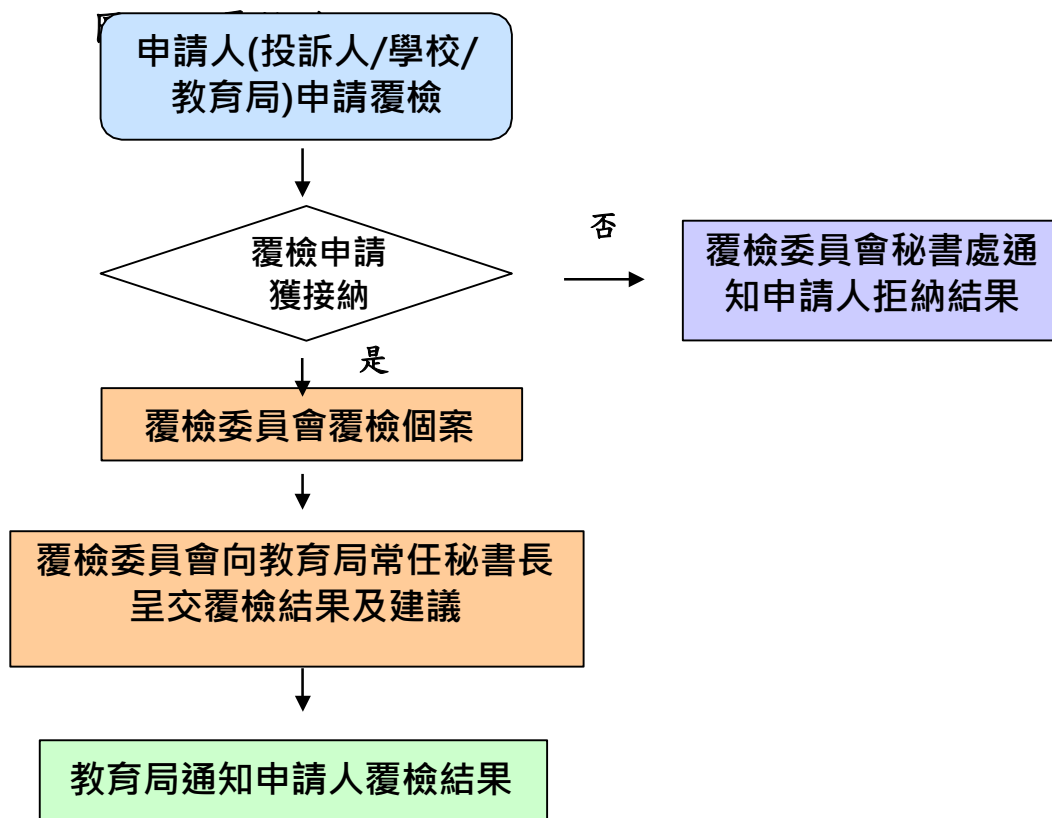 申請人(投訴人/學校/
教育局)申請覆檢
覆檢申請
獲接納
否
覆檢委員會秘書處通
知申請人拒納結果
是
覆檢委員會覆檢個案
覆檢委員會向教育局常任秘書長
呈交覆檢結果及建議
教育局通知申請人覆檢結果